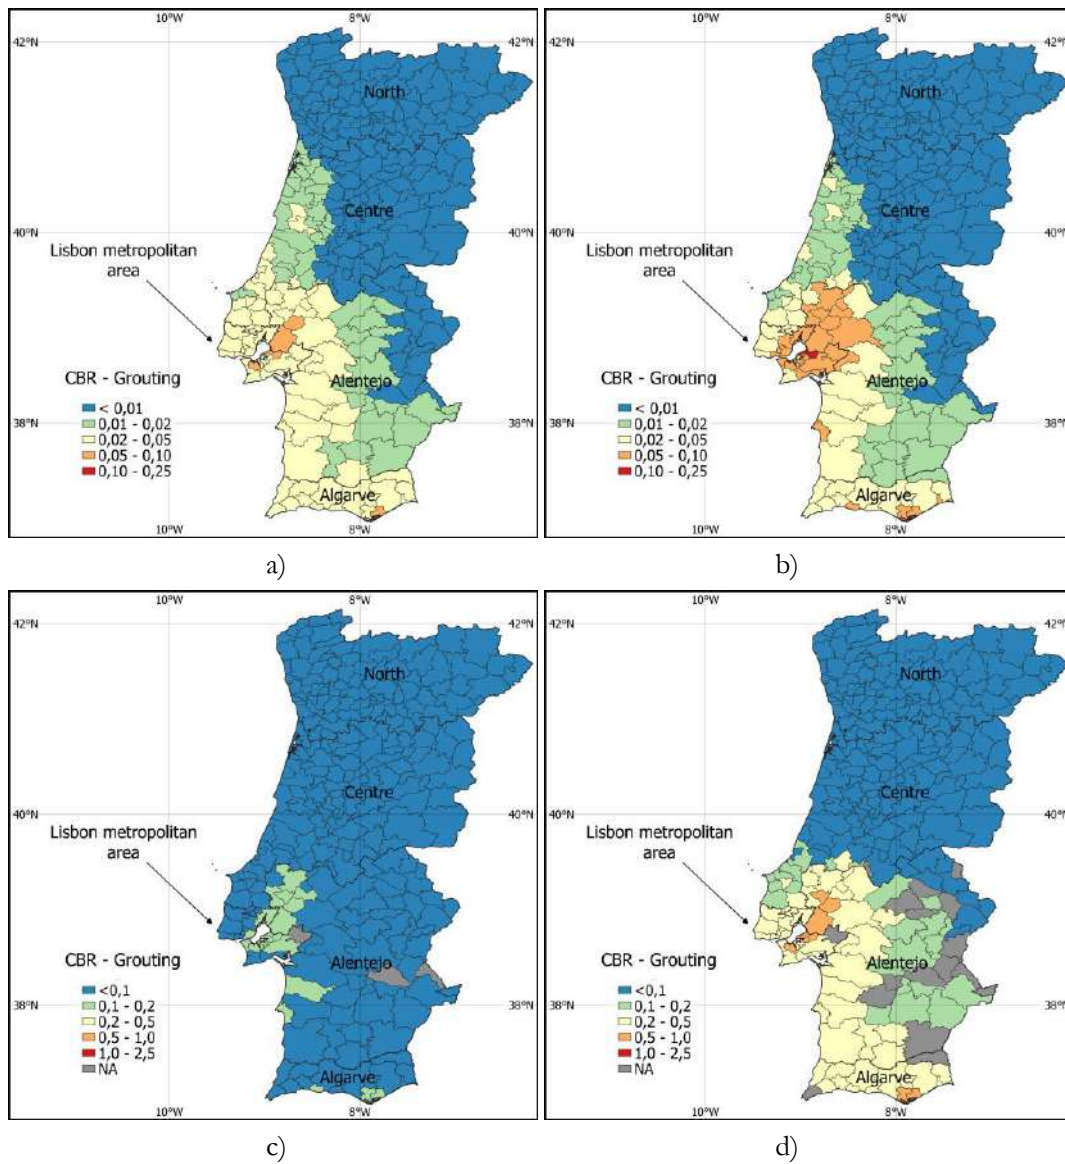 10°W 8°W
42°N
North
Centre
40°N
Lisbon metropolitan
area
CBR - Grouting
< 0,01
0,01 - 0,02
0,02 - 0,05
0,05 - 0,10
0,10 - 0,25
Alentejo
38°N
Algarve
10°W 8°W
a)
10°W 8°W
42°N 42°N
North
Centre
40°N 40°N
Lisbon metropolitan
area
CBR - Grouting
< 0,01
0,01 - 0,02
0,02 - 0,05
0,05 - 0,10
0,10 - 0,25
Alentejo
38°N 38°N
Algarve
10°W 8°W
b)
10°W 8°W
42°N
North
Centre
40°N
Lisbon metropolitan
area
CBR - Grouting
<0,1
0,1 - 0,2
0,2 - 0,5
0,5 - 1,0
1,0 - 2,5
NA
Alentejo
38°N
Algarve
10°W 8°W
c)
10°W 8°W
42°N 42°N
North
Centre
40°N 40°N
Lisbon metropolitan
area
CBR - Grouting
<0,1
0,1 - 0,2
0,2 - 0,5
0,5 - 1,0
1,0 - 2,5
NA
Alentejo
38°N 38°N
Algarve
10°W 8°W
d)